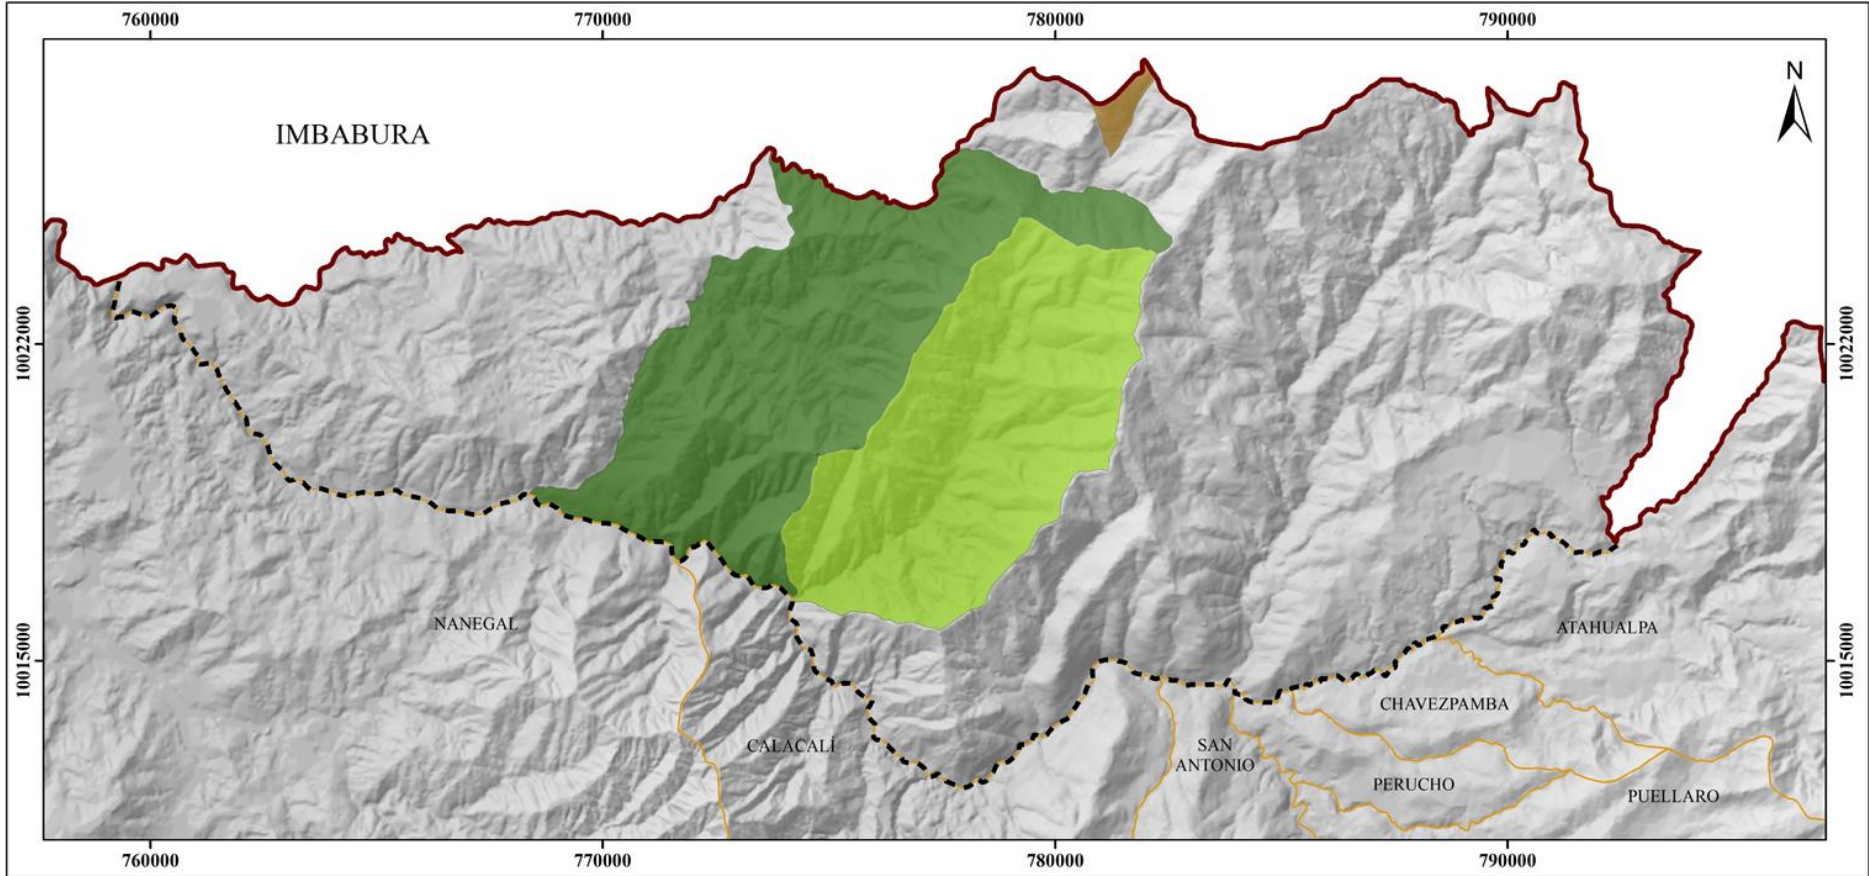 760000
770000
780000
790000
N
IMBABURA
10022000
10022000
NANEGAL
ATAHUALPA
10015000
10015000
CHAVEZPAMBA
CALACALÍ
SAN
ANTONIO
PERUCHO
PUELLARO
760000
770000
780000
790000